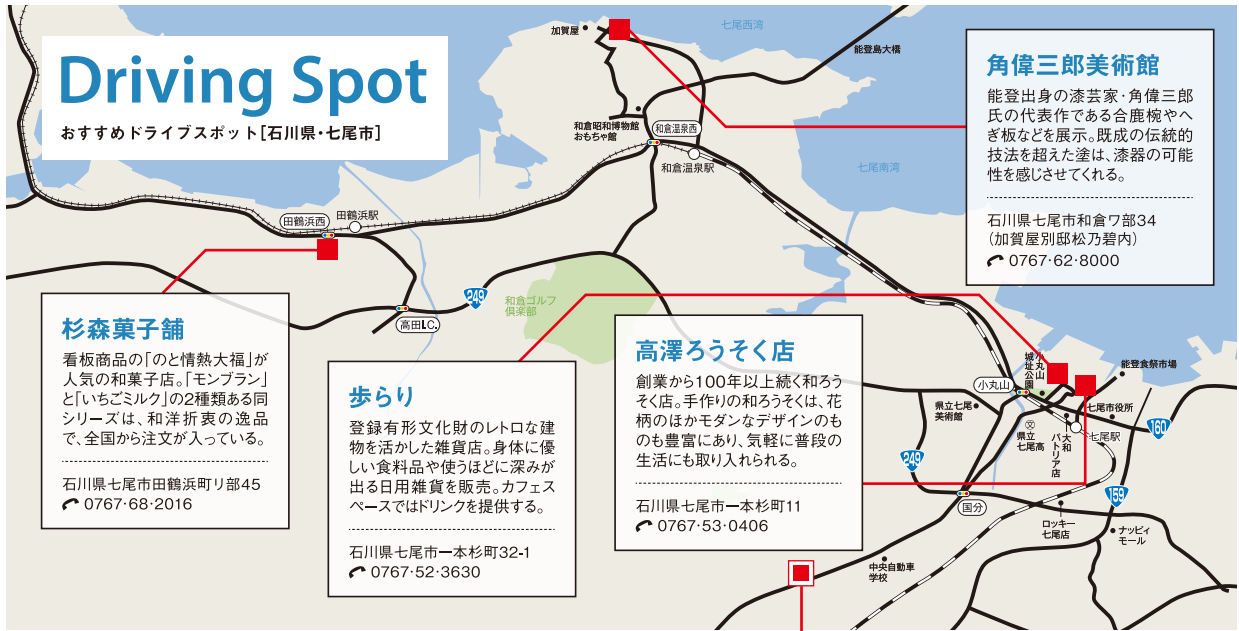 Driving Spot
おすすめドライブスポット[石川県・七尾市]
加賀屋
七尾西湾
能登島大橋
和倉昭和博物館
おもちゃ館
和倉温泉西
和倉温泉駅
七尾南湾
田鶴浜西
田鶴浜駅
249
高田I.C.
和倉ゴルフ
倶楽部
角偉三郎美術館
能登出身の漆芸家・角偉三郎
氏の代表作である合鹿椀やへ
ぎ板などを展示。既成の伝統的
技法を超えた塗は、漆器の可能
性を感じさせてくれる。
石川県七尾市和倉ワ部34
(加賀屋別邸松乃碧内)
0767・62・8000
杉森菓子舗
看板商品の「のと情熱大福」が
人気の和菓子店。「モンブラン」
と「いちごミルク」の2種類ある同
シリーズは、和洋折衷の逸品
で、全国から注文が入っている。
石川県七尾市田鶴浜町リ部45
0767・68・2016
歩らり
登録有形文化財のレトロな建
物を活かした雑貨店。身体に優
しい食料品や使うほどに深みが
出る日用雑貨を販売。カフェス
ペースではドリンクを提供する。
石川県七尾市一本杉町32-1
0767・52・3630
高澤ろうそく店
創業から100年以上続く和ろう
そく店。手作りの和ろうそくは、花
柄のほかモダンなデザインのも
のも豊富にあり、気軽に普段の
生活にも取り入れられる。
石川県七尾市一本杉町11
0767・53・0406
小丸山
小丸山
城址公園
能登食祭市場
県立七尾
美術館
七尾市役所
県立
七尾高
大和
パトリア店
七尾駅
160
249
159
国分
ロッキー
七尾店
ナッピィ
モール
中央自動車
学校